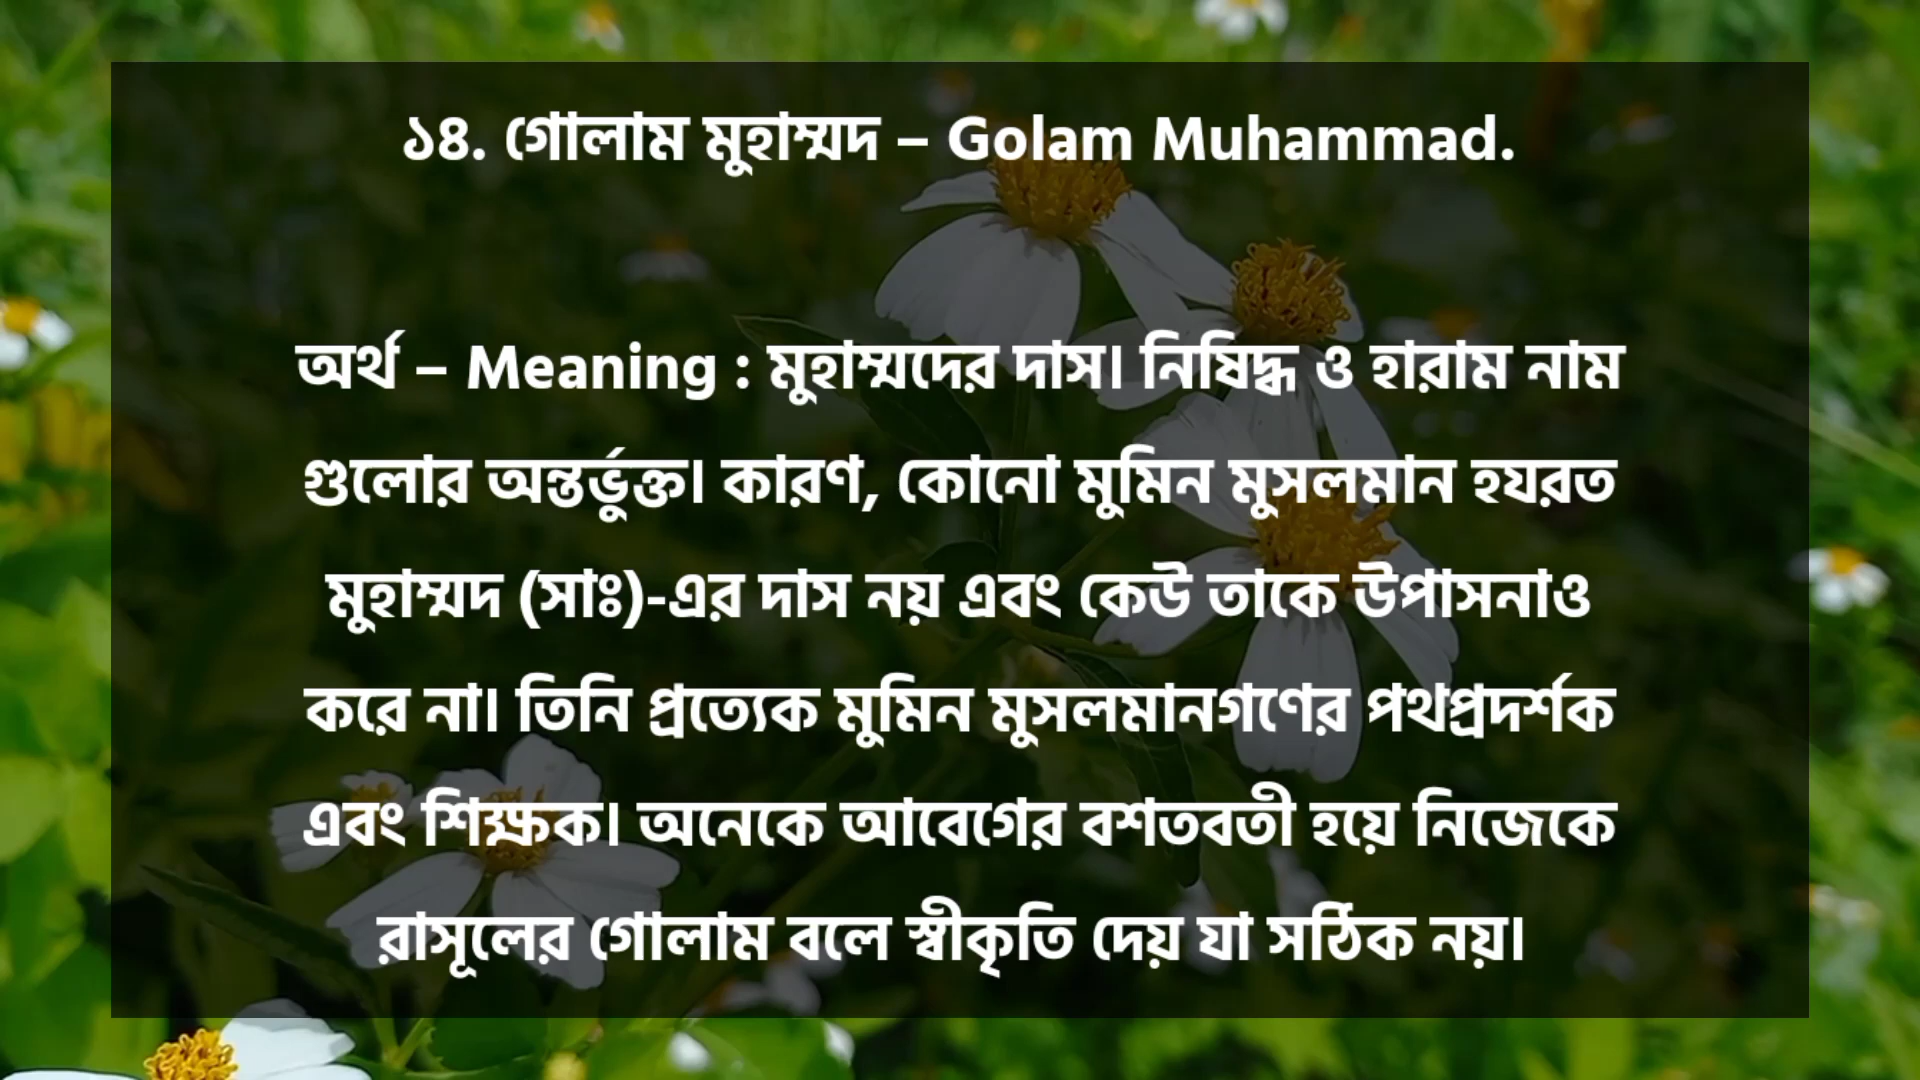 ১৪. গোলাম মুহাম্মদ – Golam Muhammad.
অর্থ – Meaning : মুহাম্মদের দাস। নিষিদ্ধ ও হারাম নাম
গুলোর অন্তর্ভুক্ত। কারণ, কোনো মুমিন মুসলমান হযরত
মুহাম্মদ (সাঃ)-এর দাস নয় এবং কেউ তাকে উপাসনাও
করে না। তিনি প্রত্যেক মুমিন মুসলমানগণের পথপ্রদর্শক
এবং শিক্ষক। অনেকে আবেগের বশতবতী হয়ে নিজেকে
রাসূলের গোলাম বলে স্বীকৃতি দেয় যা সঠিক নয়।